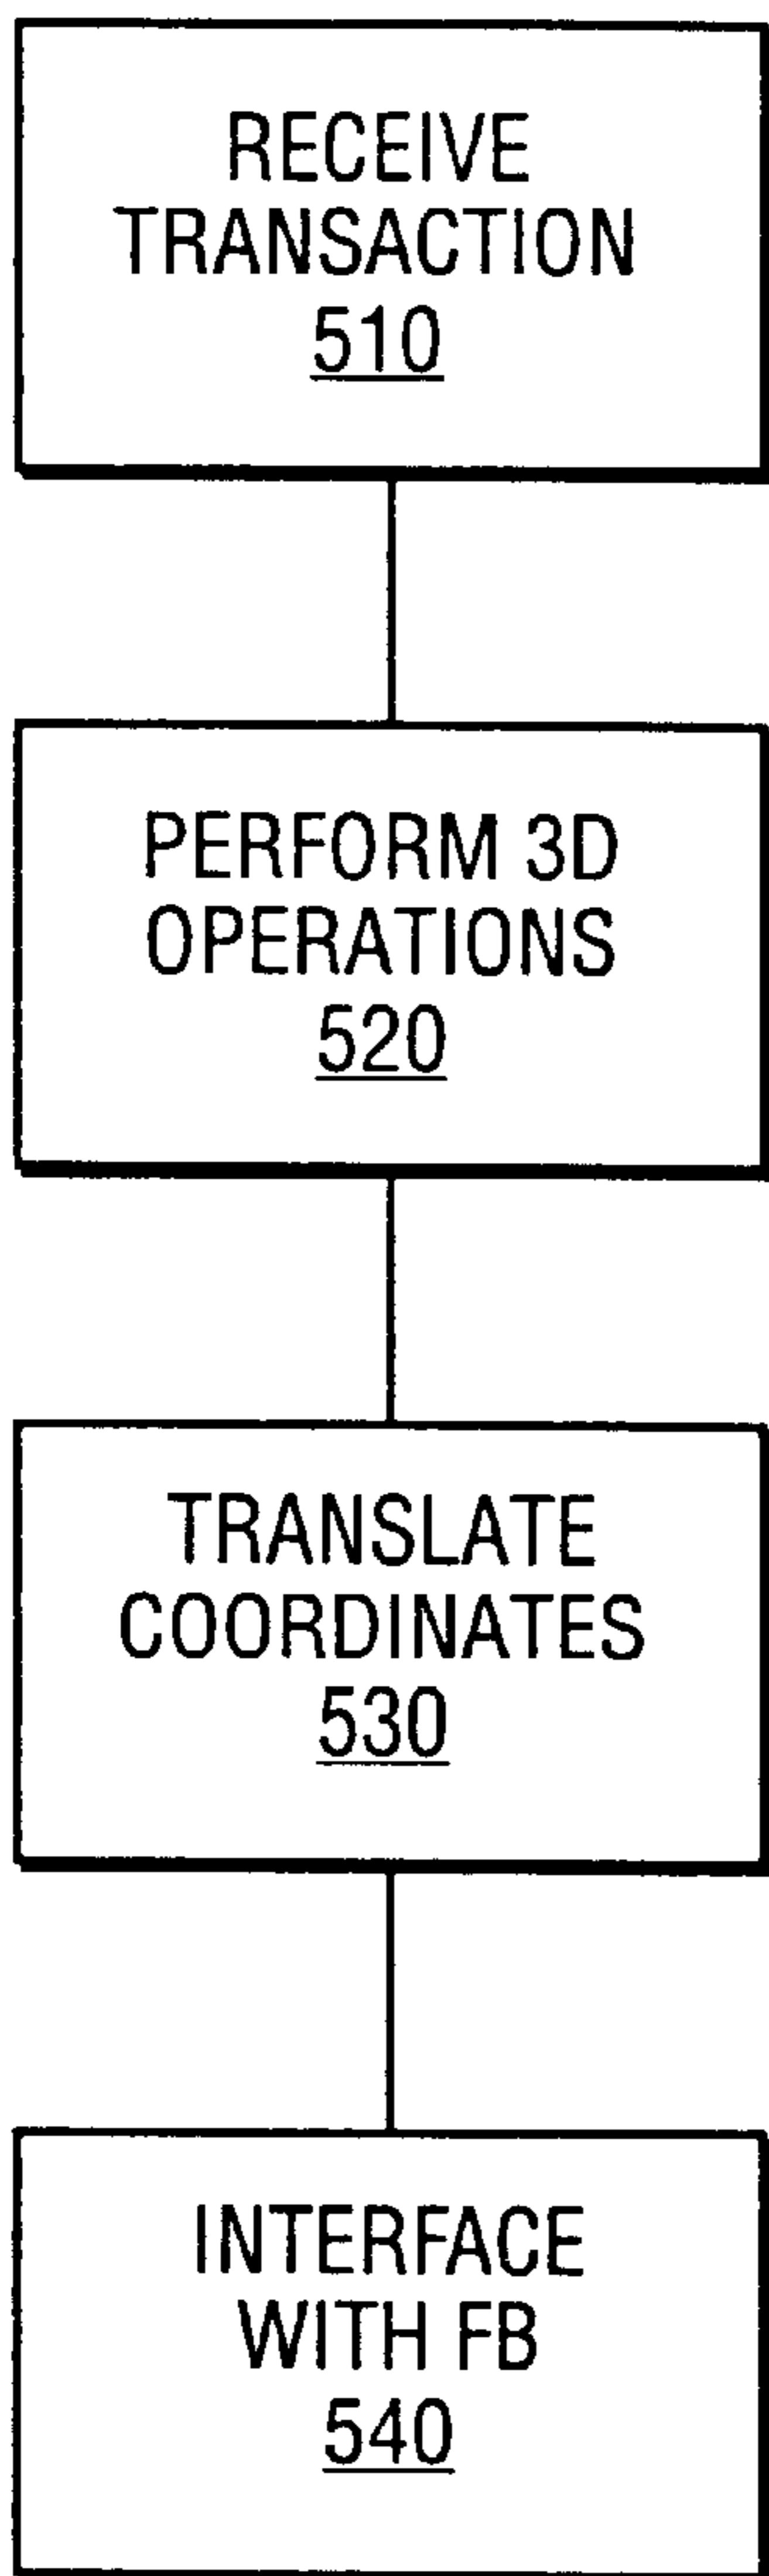 RECEIVE
TRANSACTION
510
PERFORM 3D
OPERATIONS
520
TRANSLATE
COORDINATES
530
INTERFACE
WITH FB
540